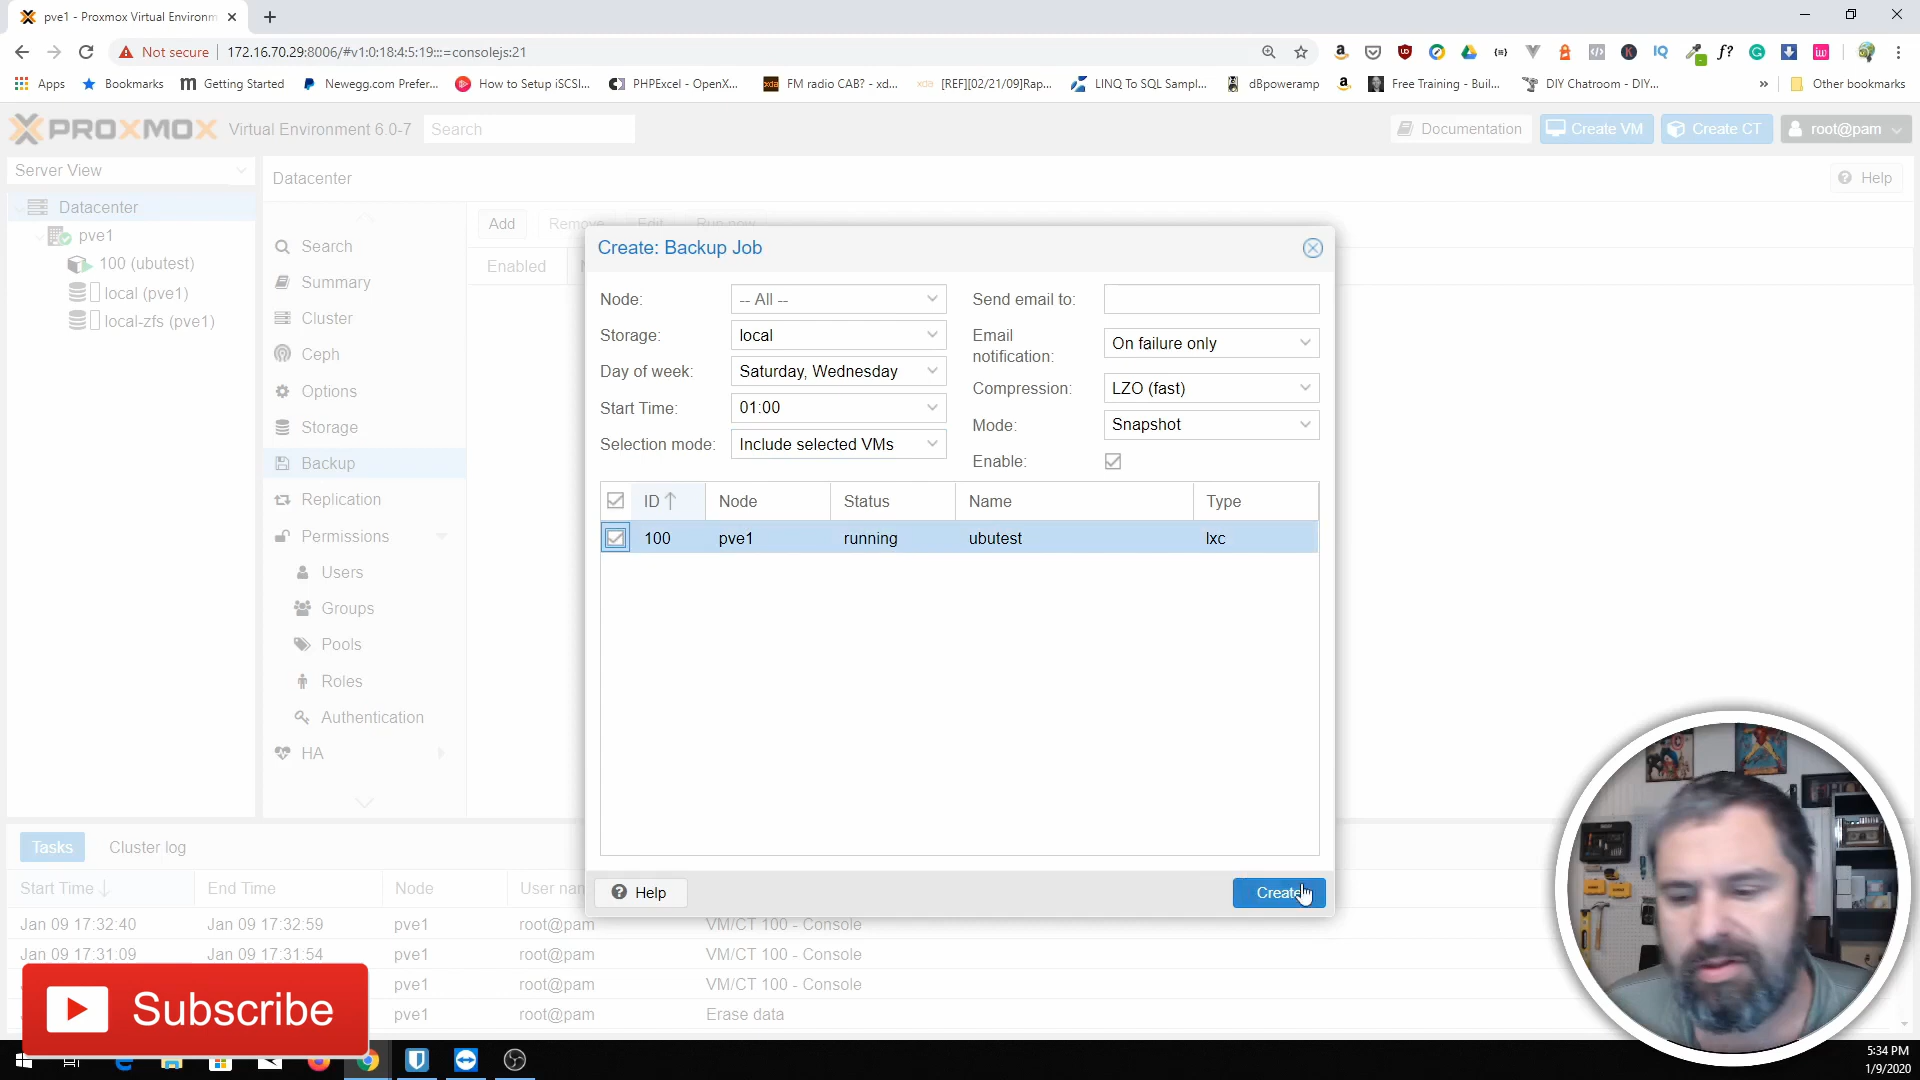 pve1 - Proxmox Virtual Environm
Not secure
172.16.70.29:8006/#v1:0:18:4:5:19:::=consolejs:21
Apps
Bookmarks
Getting Started
Newegg.com Prefer...
How to Setup iSCSI...
PHPExcel - OpenX...
FM radio CAB? - xd...
[REF][02/21/09]Rap...
LINQ To SQL Sampl...
dBpoweramp
Free Training - Buil...
DIY Chatroom - DIY...
»
Other bookmarks
PROXMOX
Virtual Environment 6.0-7
Search
Documentation
Create VM
Create CT
root@pam
Server View
Datacenter
Help
Datacenter
pve1
100 (ubutest)
local (pve1)
local-zfs (pve1)
Search
Summary
Cluster
Ceph
Options
Storage
Backup
Replication
Permissions
Users
Groups
Pools
Roles
Authentication
HA
Add
Remove
Edit
Run now
Enabled
Create: Backup Job
Node:
-- All --
Storage:
local
Day of week:
Saturday, Wednesday
Start Time:
01:00
Selection mode:
Include selected VMs
Send email to:
Email
notification:
On failure only
Compression:
LZO (fast)
Mode:
Snapshot
Enable:
ID
Node
Status
Name
Type
100
pve1
running
ubutest
lxc
Help
Create
Tasks
Cluster log
Start Time
End Time
Node
User nam
Jan 09 17:32:40
Jan 09 17:32:59
pve1
root@pam
VM/CT 100 - Console
Jan 09 17:31:09
Jan 09 17:31:54
pve1
root@pam
VM/CT 100 - Console
pve1
root@pam
VM/CT 100 - Console
pve1
root@pam
Erase data
Subscribe
5:34 PM
1/9/2020